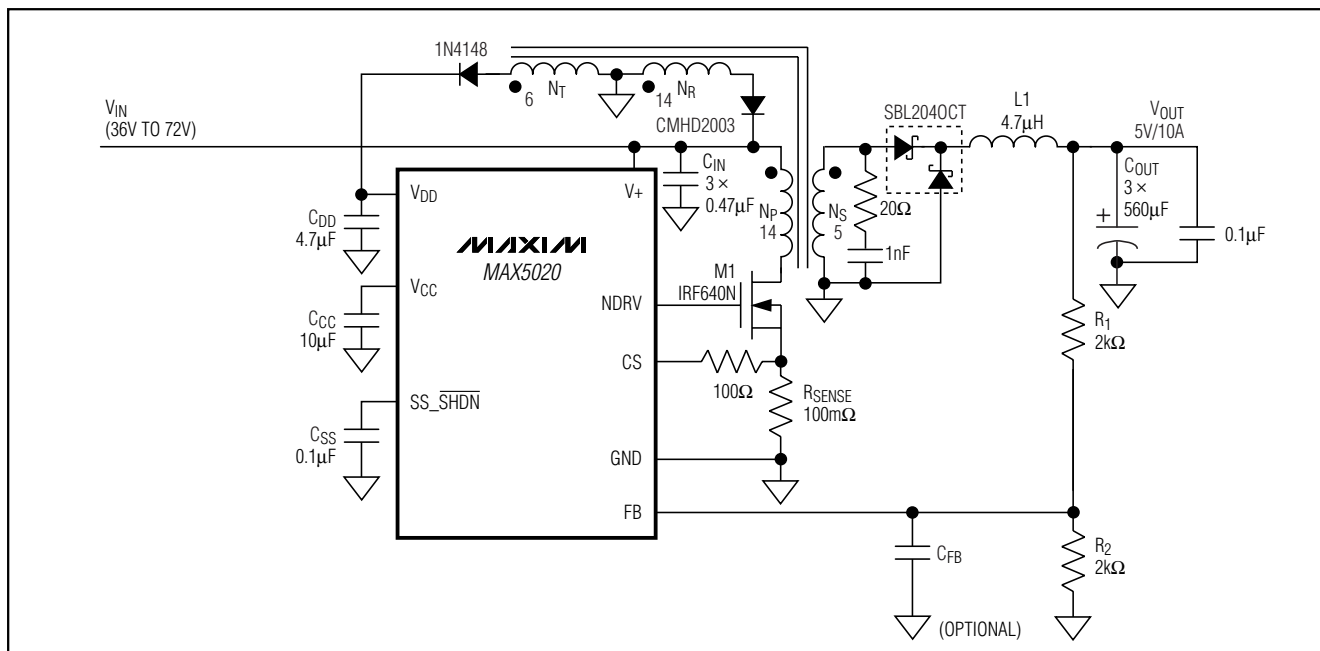 1N4148
6 N_T
14 N_R
V_IN
(36V TO 72V)
CMHD2003
SBL204OCT
L1
4.7µH
V_OUT
5V/10A
V_DD
V+
C_IN
3 ×
0.47µF
N_P
14
N_S
5
20Ω
1nF
C_OUT
3 ×
560µF
+
0.1µF
C_DD
4.7µF
MAXIM
MAX5020
V_CC
C_CC
10µF
M1
IRF640N
NDRV
CS
100Ω
R_SENSE
100mΩ
R_1
2kΩ
SS_SHDN
C_SS
0.1µF
GND
FB
C_FB
(OPTIONAL)
R_2
2kΩ